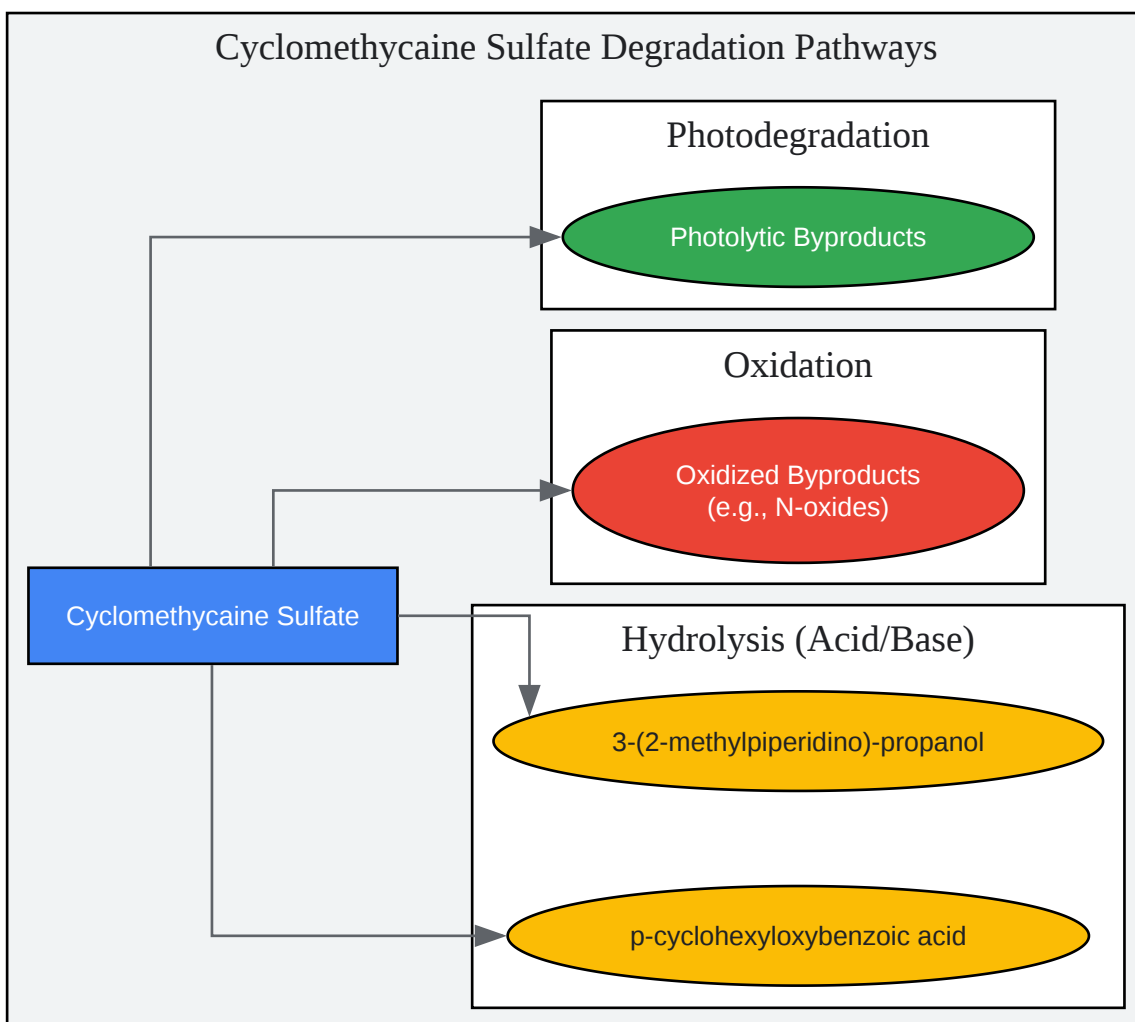 Cyclomethycaine Sulfate Degradation Pathways
Photodegradation
Photolytic Byproducts
Oxidation
Oxidized Byproducts
(e.g., N-oxides)
Cyclomethycaine Sulfate
Hydrolysis (Acid/Base)
3-(2-methylpiperidino)-propanol
p-cyclohexyloxybenzoic acid